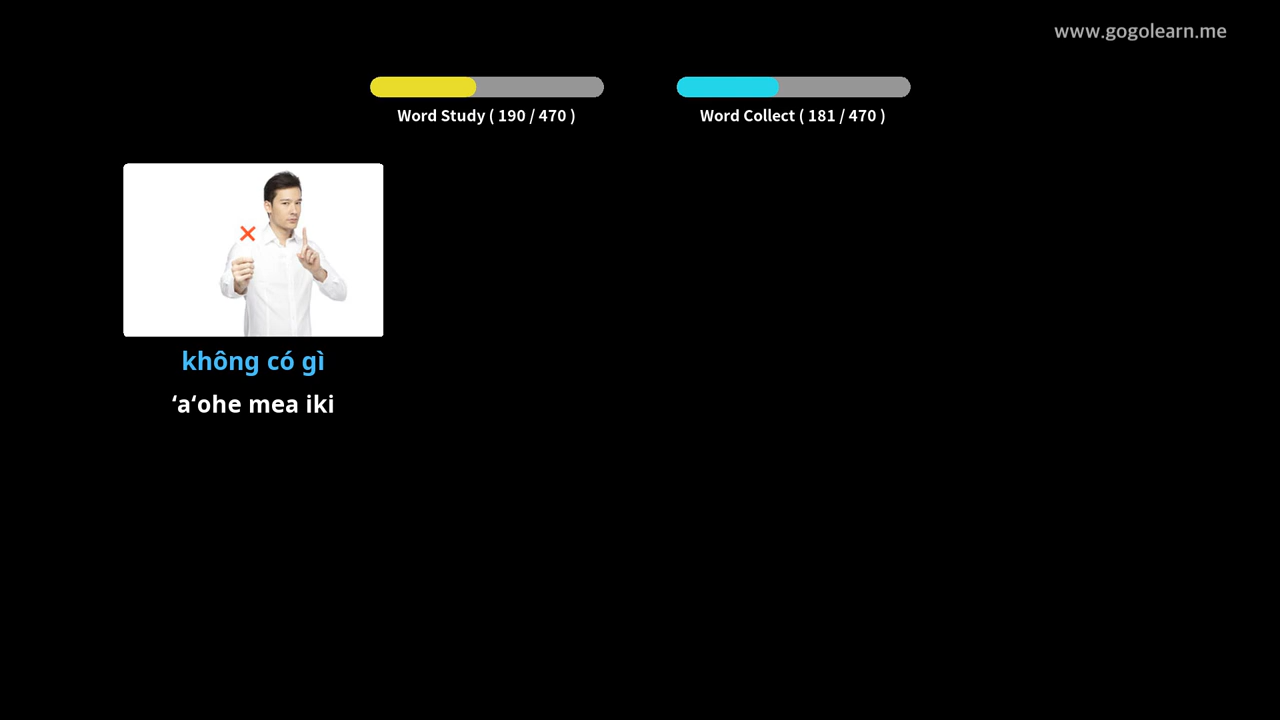 www.gogolearn.me
Word Study ( 190 / 470 )
Word Collect ( 181 / 470 )
không có gì
ʻaʻohe mea iki